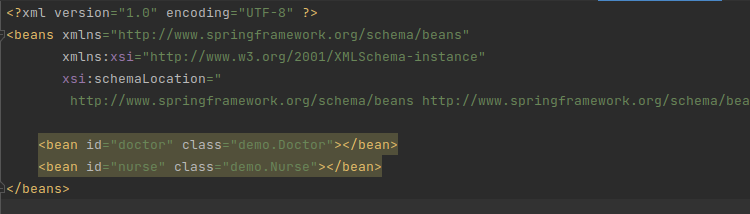 <?xml version="1.0" encoding="UTF-8" ?>
<beans xmlns="http://www.springframework.org/schema/beans"
xmlns:xsi="http://www.w3.org/2001/XMLSchema-instance"
xsi:schemaLocation="
http://www.springframework.org/schema/beans http://www.springframework.org/schema/bea
<bean id="doctor" class="demo.Doctor"></bean>
<bean id="nurse" class="demo.Nurse"></bean>
</beans>